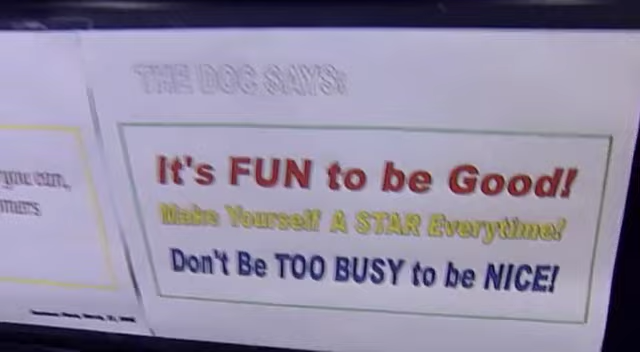 THE DOC SAYS:
It's FUN to be Good!
Make Yourself A STAR Everytime!
Don't Be TOO BUSY to be NICE!